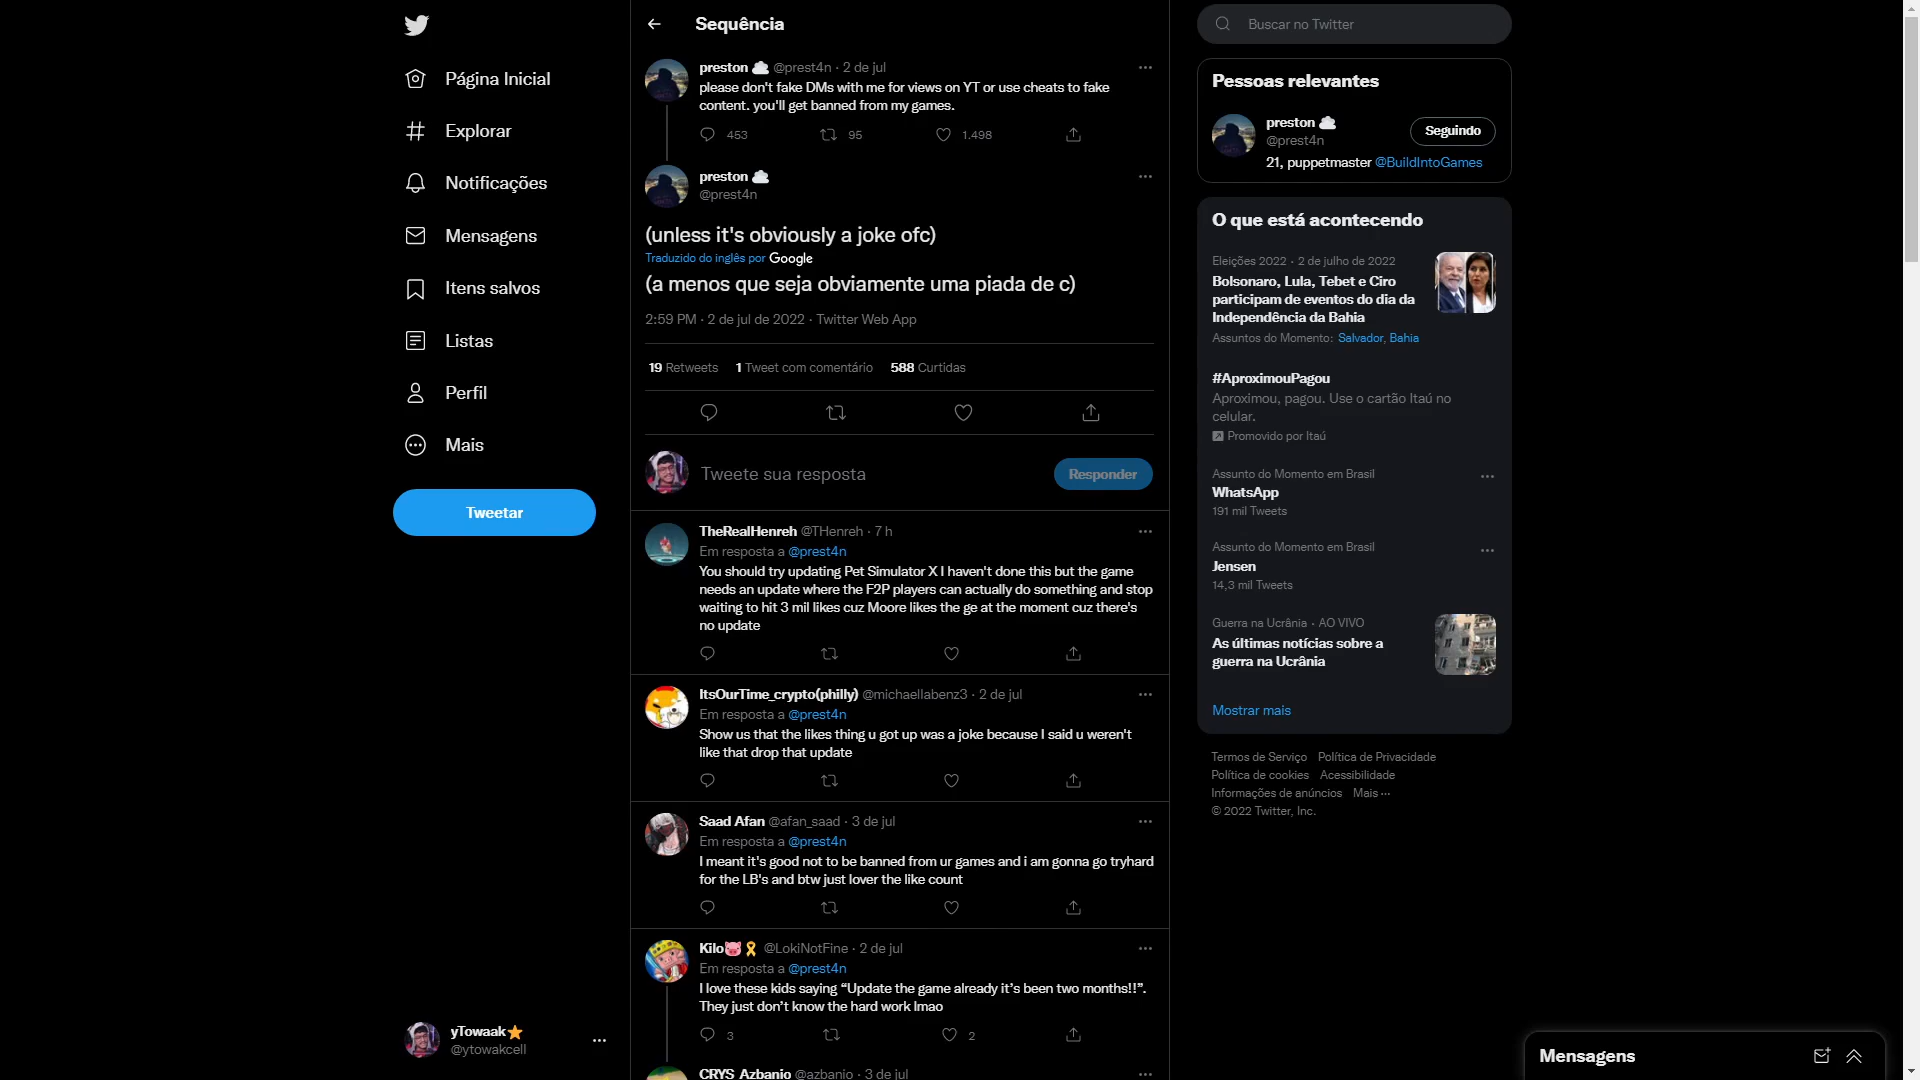 Página Inicial
Explorar
Notificações
Mensagens
Itens salvos
Listas
Perfil
Mais
Tweetar
yTowaak⭐
@ytowakcell
Sequência
preston ☁️ @prest4n · 2 de jul
please don't fake DMs with me for views on YT or use cheats to fake
content. you'll get banned from my games.
453 95 1.498
preston ☁️
@prest4n
(unless it's obviously a joke ofc)
Traduzido do inglês por Google
(a menos que seja obviamente uma piada de c)
2:59 PM · 2 de jul de 2022 · Twitter Web App
19 Retweets 1 Tweet com comentário 588 Curtidas
Tweete sua resposta
Responder
TheRealHenreh @THenreh · 7 h
Em resposta a @prest4n
You should try updating Pet Simulator X I haven't done this but the game
needs an update where the F2P players can actually do something and stop
waiting to hit 3 mil likes cuz Moore likes the ge at the moment cuz there's
no update
ItsOurTime_crypto(philly) @michaellabenz3 · 2 de jul
Em resposta a @prest4n
Show us that the likes thing u got up was a joke because I said u weren't
like that drop that update
Saad Afan @afan_saad · 3 de jul
Em resposta a @prest4n
I meant it's good not to be banned from ur games and i am gonna go tryhard
for the LB's and btw just lover the like count
Kilo🐷🎗️ @LokiNotFine · 2 de jul
Em resposta a @prest4n
I love these kids saying “Update the game already it’s been two months!!”.
They just don’t know the hard work lmao
3 2
CRYS_Azbanio @azbanio · 3 de jul
Buscar no Twitter
Pessoas relevantes
preston ☁️
@prest4n
Seguindo
21, puppetmaster @BuildIntoGames
O que está acontecendo
Eleições 2022 · 2 de julho de 2022
Bolsonaro, Lula, Tebet e Ciro
participam de eventos do dia da
Independência da Bahia
Assuntos do Momento: Salvador, Bahia
#AproximouPagou
Aproximou, pagou. Use o cartão Itaú no
celular.
Promovido por Itaú
Assunto do Momento em Brasil
WhatsApp
191 mil Tweets
Assunto do Momento em Brasil
Jensen
14,3 mil Tweets
Guerra na Ucrânia · AO VIVO
As últimas notícias sobre a
guerra na Ucrânia
Mostrar mais
Termos de Serviço Política de Privacidade
Política de cookies Acessibilidade
Informações de anúncios Mais ···
© 2022 Twitter, Inc.
Mensagens